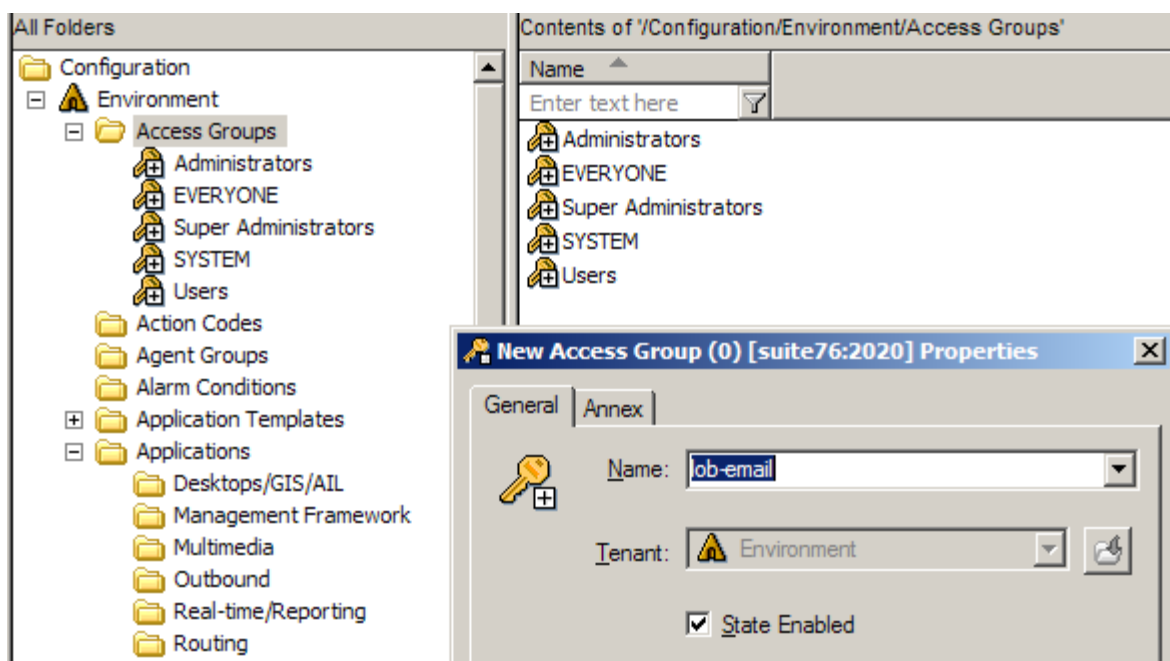 All Folders
Configuration
Environment
Access Groups
Administrators
EVERYONE
Super Administrators
SYSTEM
Users
Action Codes
Agent Groups
Alarm Conditions
Application Templates
Applications
Desktops/GIS/AIL
Management Framework
Multimedia
Outbound
Real-time/Reporting
Routing
Contents of '/Configuration/Environment/Access Groups'
Name
Enter text here
Administrators
EVERYONE
Super Administrators
SYSTEM
Users
New Access Group (0) [suite76:2020] Properties
General Annex
Name: lob-email
Tenant: Environment
State Enabled